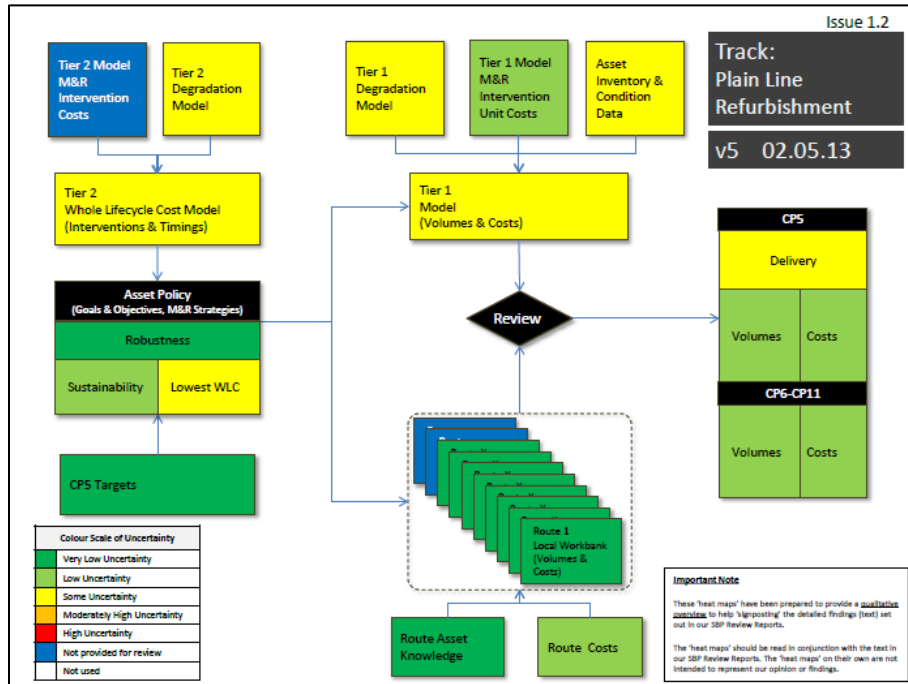 Issue 1.2
Track:
Plain Line
Refurbishment
v5 02.05.13
Tier 2 Model
M&R
Intervention
Costs
Tier 2
Degradation
Model
Tier 1
Degradation
Model
Tier 1 Model
M&R
Intervention
Unit Costs
Asset
Inventory &
Condition
Data
Tier 2
Whole Lifecycle Cost Model
(Interventions & Timings)
Tier 1
Model
(Volumes & Costs)
Asset Policy
(Goals & Objectives, M&R Strategies)
Robustness
Sustainability
Lowest WLC
CP5 Targets
Review
CP5
Delivery
Volumes
Costs
CP6-CP11
Volumes
Costs
Route 1
Local Workbank
(Volumes &
Costs)
Route Asset
Knowledge
Route Costs
Colour Scale of Uncertainty
Very Low Uncertainty
Low Uncertainty
Some Uncertainty
Moderately High Uncertainty
High Uncertainty
Not provided for review
Not used
Important Note
These 'heat maps' have been prepared to provide a qualitative
overview to help 'signposting' the detailed findings (text) set
out in our SBP Review Reports.
The 'heat maps' should be read in conjunction with the text in
our SBP Review Reports. The 'heat maps' on their own are not
intended to represent our opinion or findings.